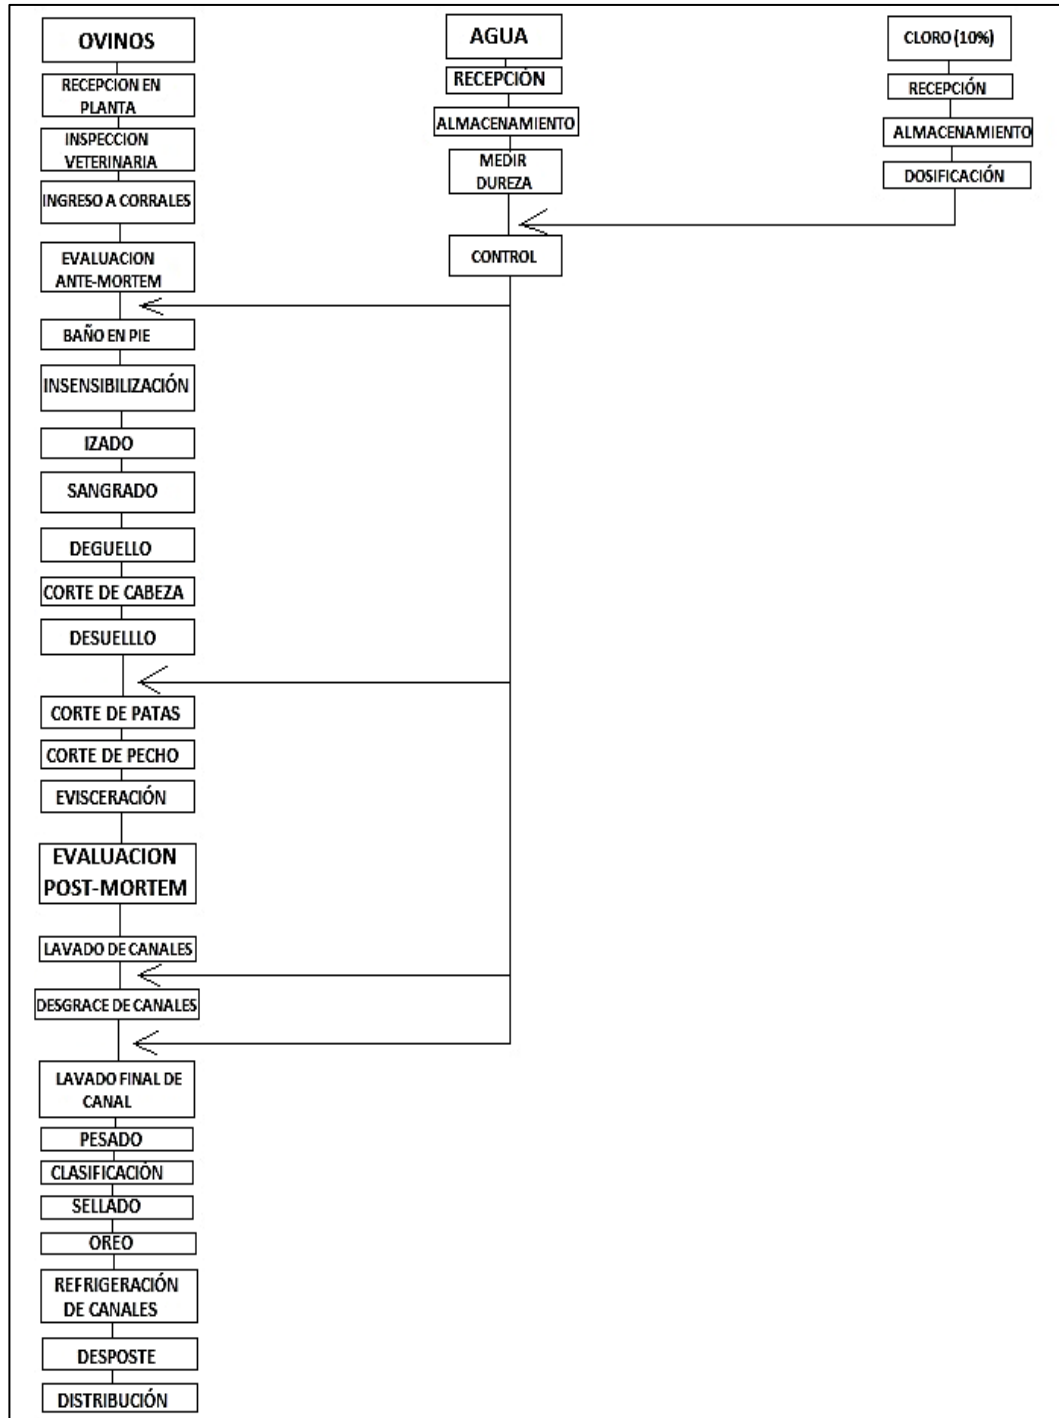 OVINOS
RECEPCION EN
PLANTA
INSPECCION
VETERINARIA
INGRESO A CORRALES
EVALUACION
ANTE-MORTEM
BAÑO EN PIE
INSENSIBILIZACIÓN
IZADO
SANGRADO
DEGUELLO
CORTE DE CABEZA
DESUELLLO
CORTE DE PATAS
CORTE DE PECHO
EVISCERACIÓN
EVALUACION
POST-MORTEM
LAVADO DE CANALES
DESGRACE DE CANALES
LAVADO FINAL DE
CANAL
PESADO
CLASIFICACIÓN
SELLADO
OREO
REFRIGERACIÓN
DE CANALES
DESPOSTE
DISTRIBUCIÓN
AGUA
RECEPCIÓN
ALMACENAMIENTO
MEDIR
DUREZA
CONTROL
CLORO (10%)
RECEPCIÓN
ALMACENAMIENTO
DOSIFICACIÓN